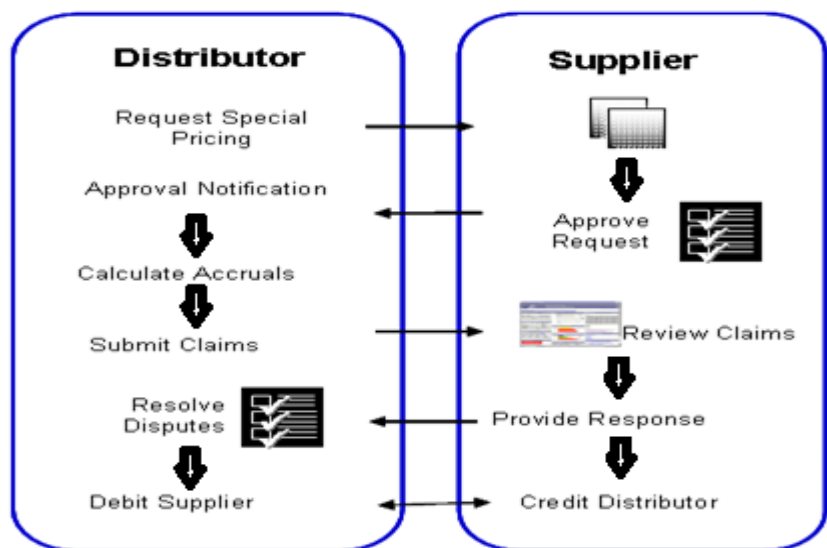 Distributor
Supplier
Request Special
Pricing
Approval Notification
Approve
Request
Calculate Accruals
Submit Claims
Review Claims
Resolve
Disputes
Provide Response
Debit Supplier
Credit Distributor